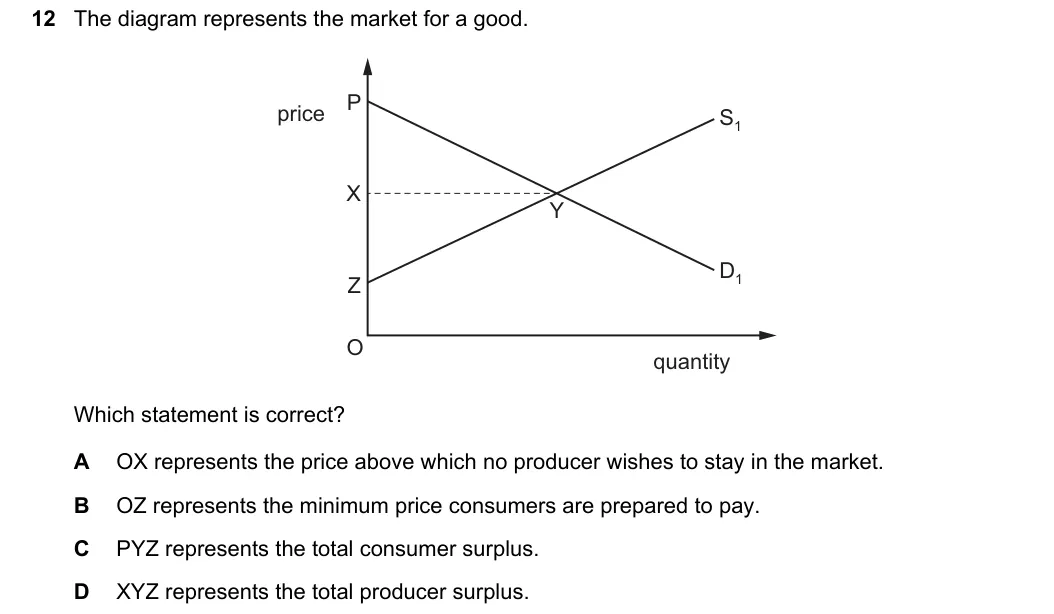 12 The diagram represents the market for a good.
P
price
S1
X
Y
Z
D1
O
quantity
Which statement is correct?
A OX represents the price above which no producer wishes to stay in the market.
B OZ represents the minimum price consumers are prepared to pay.
C PYZ represents the total consumer surplus.
D XYZ represents the total producer surplus.